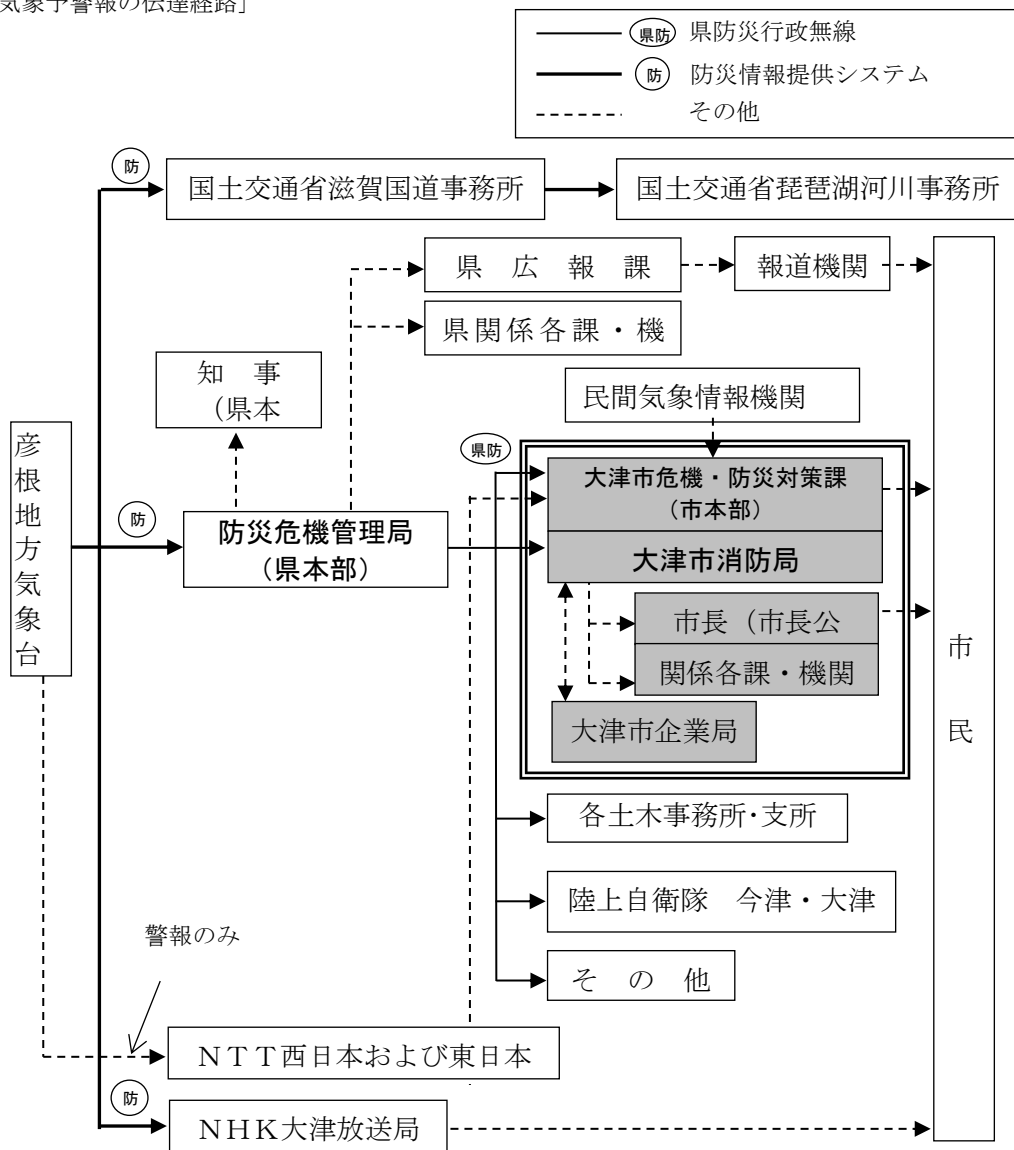 気象予警報の伝達経路」
県防 県防災行政無線
防 防災情報提供システム
その他
防
国土交通省滋賀国道事務所
国土交通省琵琶湖河川事務所
県広報課
報道機関
県関係各課・機
知事
（県本
民間気象情報機関
県防
彦根地方気象台
防
防災危機管理局
（県本部）
大津市危機・防災対策課
（市本部）
大津市消防局
市長（市長公
関係各課・機関
大津市企業局
市民
各土木事務所・支所
陸上自衛隊 今津・大津
その他
警報のみ
ＮＴＴ西日本および東日本
防
ＮＨＫ大津放送局